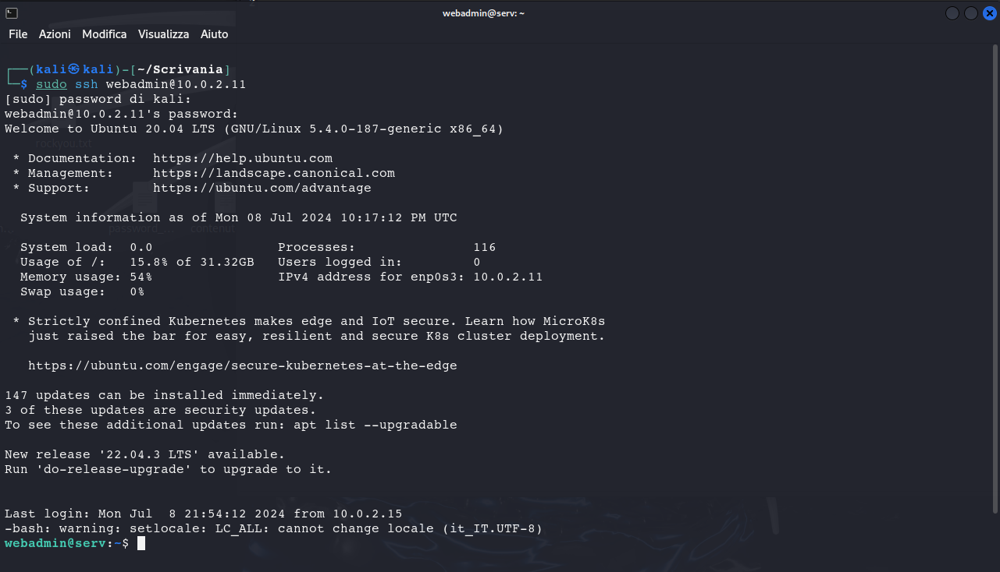 webadmin@serv: ~
File Azioni Modifica Visualizza Aiuto
┌──(kali㉿kali)-[~/Scrivania]
└─$ sudo ssh webadmin@10.0.2.11
[sudo] password di kali:
webadmin@10.0.2.11's password:
Welcome to Ubuntu 20.04 LTS (GNU/Linux 5.4.0-187-generic x86_64)
rockyou.txt
* Documentation: https://help.ubuntu.com
* Management: https://landscape.canonical.com
* Support: https://ubuntu.com/advantage
System information as of Mon 08 Jul 2024 10:17:12 PM UTC
password_... contenut
System load: 0.0 Processes: 116
Usage of /: 15.8% of 31.32GB Users logged in: 0
Memory usage: 54% IPv4 address for enp0s3: 10.0.2.11
Swap usage: 0%
* Strictly confined Kubernetes makes edge and IoT secure. Learn how MicroK8s
just raised the bar for easy, resilient and secure K8s cluster deployment.
https://ubuntu.com/engage/secure-kubernetes-at-the-edge
147 updates can be installed immediately.
3 of these updates are security updates.
To see these additional updates run: apt list --upgradable
New release '22.04.3 LTS' available.
Run 'do-release-upgrade' to upgrade to it.
Last login: Mon Jul  8 21:54:12 2024 from 10.0.2.15
-bash: warning: setlocale: LC_ALL: cannot change locale (it_IT.UTF-8)
webadmin@serv:~$